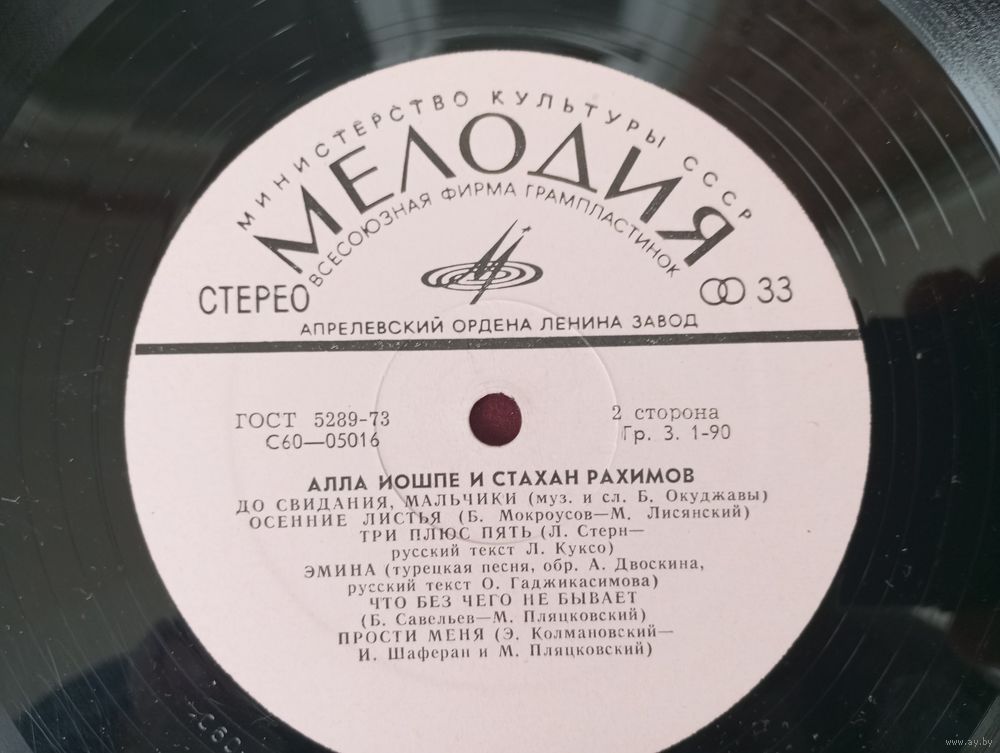 МИНИСТЕРСТВО КУЛЬТУРЫ СССР
МЕЛОДИЯ
ВСЕСОЮЗНАЯ ФИРМА ГРАМПЛАСТИНОК
СТЕРЕО
33
АПРЕЛЕВСКИЙ ОРДЕНА ЛЕНИНА ЗАВОД
ГОСТ 5289-73
С60—05016
2 сторона
Гр. 3. 1-90
АЛЛА ИОШПЕ И СТАХАН РАХИМОВ
ДО СВИДАНИЯ, МАЛЬЧИКИ (муз. и сл. Б. Окуджавы)
ОСЕННИЕ ЛИСТЬЯ (Б. Мокроусов—М. Лисянский)
ТРИ ПЛЮС ПЯТЬ (Л. Стерн—
русский текст Л. Куксо)
ЭМИНА (турецкая песня, обр. А. Двоскина,
русский текст О. Гаджикасимова)
ЧТО БЕЗ ЧЕГО НЕ БЫВАЕТ
(Б. Савельев—М. Пляцковский)
ПРОСТИ МЕНЯ (Э. Колмановский—
И. Шаферан и М. Пляцковский)
www.ay.by